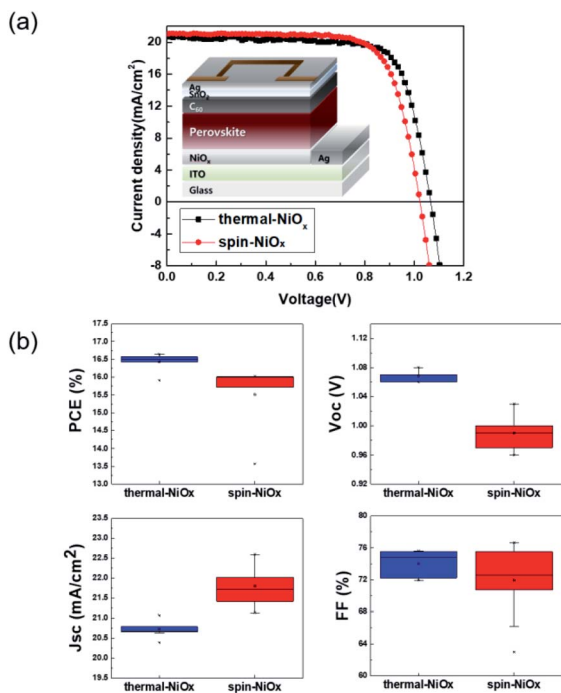 (a)
Current density(mA/cm²)
20
16
12
8
4
0
-4
-8
Ag
SnO₂
C₆₀
Perovskite
NiOₓ
Ag
ITO
Glass
thermal-NiOₓ
spin-NiOₓ
0.0 0.2 0.4 0.6 0.8 1.0 1.2
Voltage(V)
(b)
PCE (%)
17.5
17.0
16.5
16.0
15.5
15.0
14.5
14.0
13.5
13.0
thermal-NiOx spin-NiOx
Voc (V)
1.12
1.08
1.04
1.00
0.96
0.92
thermal-NiOx spin-NiOx
Jsc (mA/cm²)
23.5
23.0
22.5
22.0
21.5
21.0
20.5
20.0
thermal-NiOx spin-NiOx
FF (%)
80
76
72
68
64
60
thermal-NiOx spin-NiOx